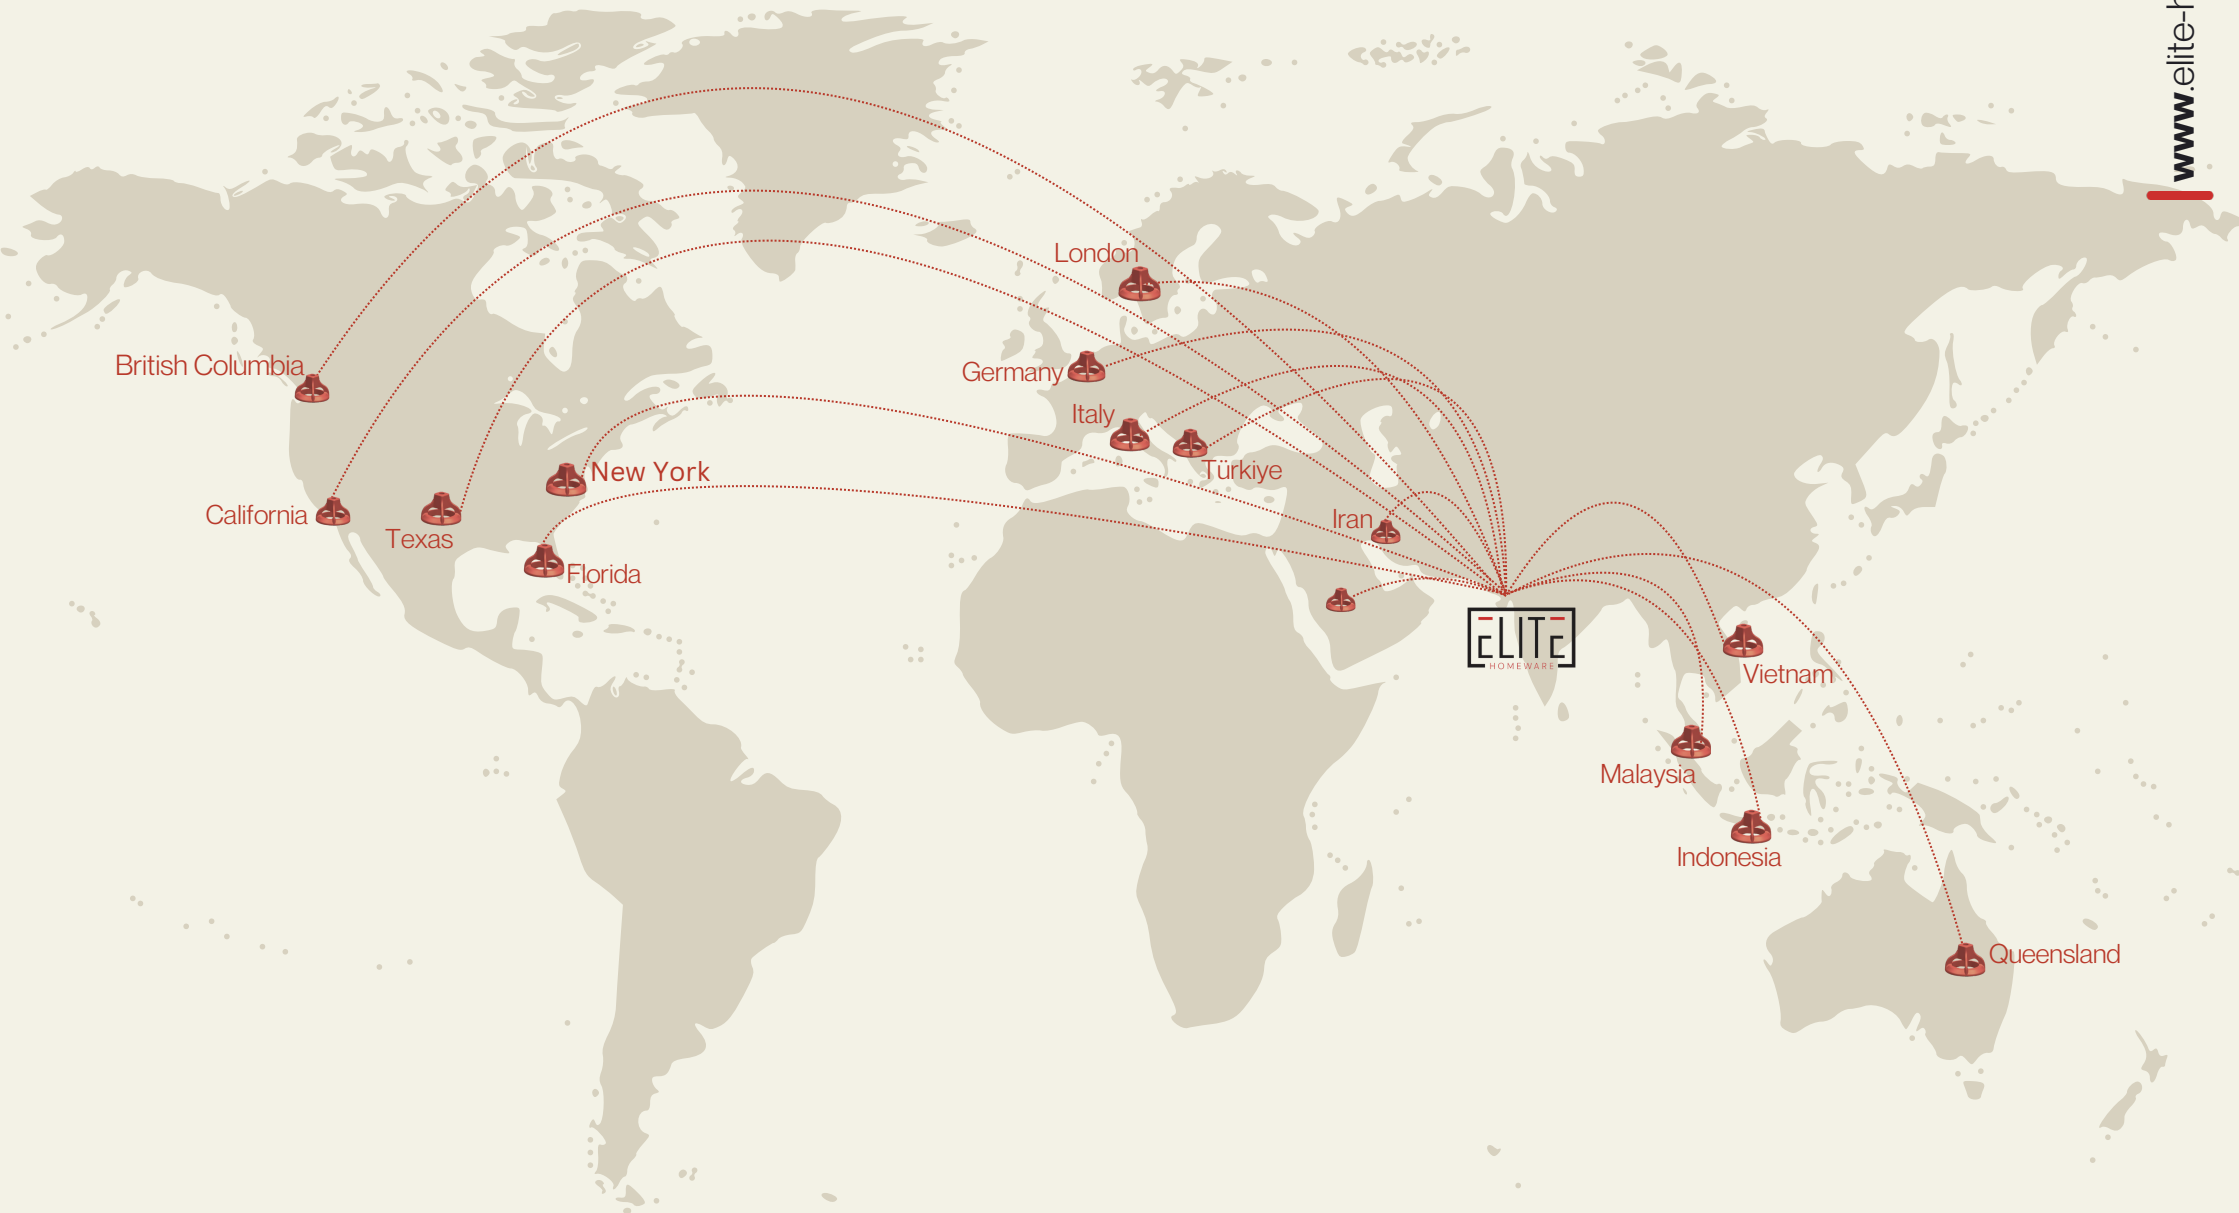 www.elite-h
London
British Columbia
Germany
Italy
New York
Türkiye
California
Texas
Iran
Florida
ELITE
HOMEWARE
Vietnam
Malaysia
Indonesia
Queensland